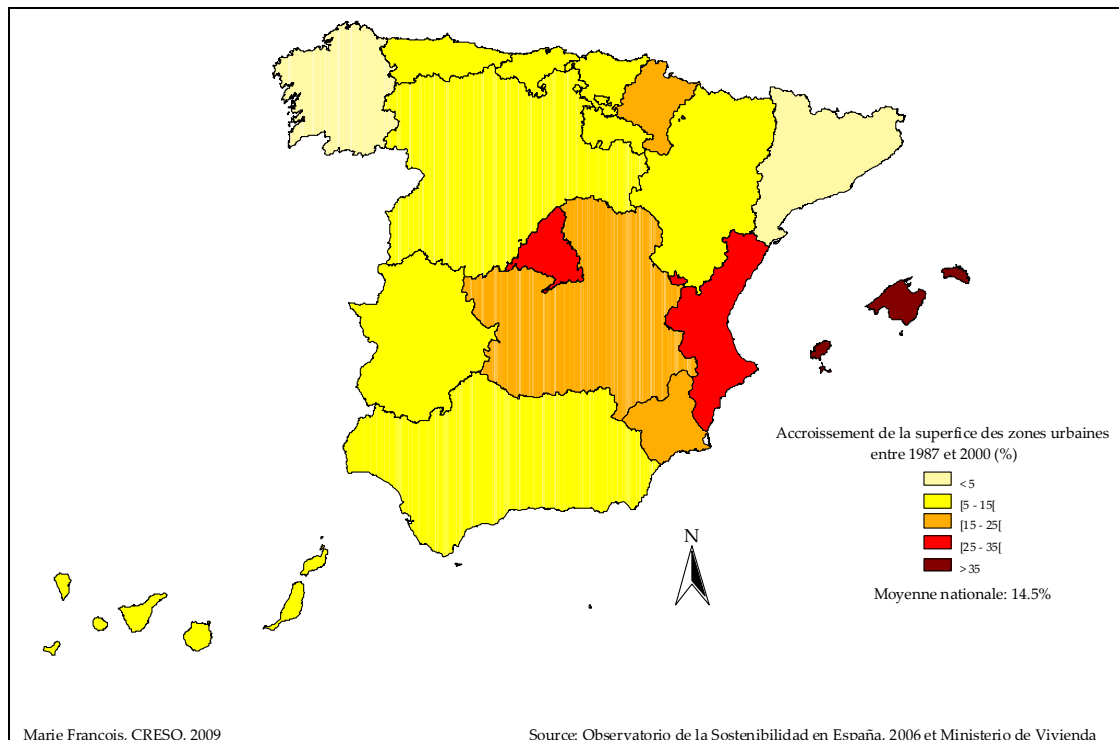 Accroissement de la superfice des zones urbaines
entre 1987 et 2000 (%)
< 5
[5 - 15[
[15 - 25[
[25 - 35[
> 35
Moyenne nationale: 14.5%
N
Marie François, CRESO, 2009
Source: Observatorio de la Sostenibilidad en España, 2006 et Ministerio de Vivienda